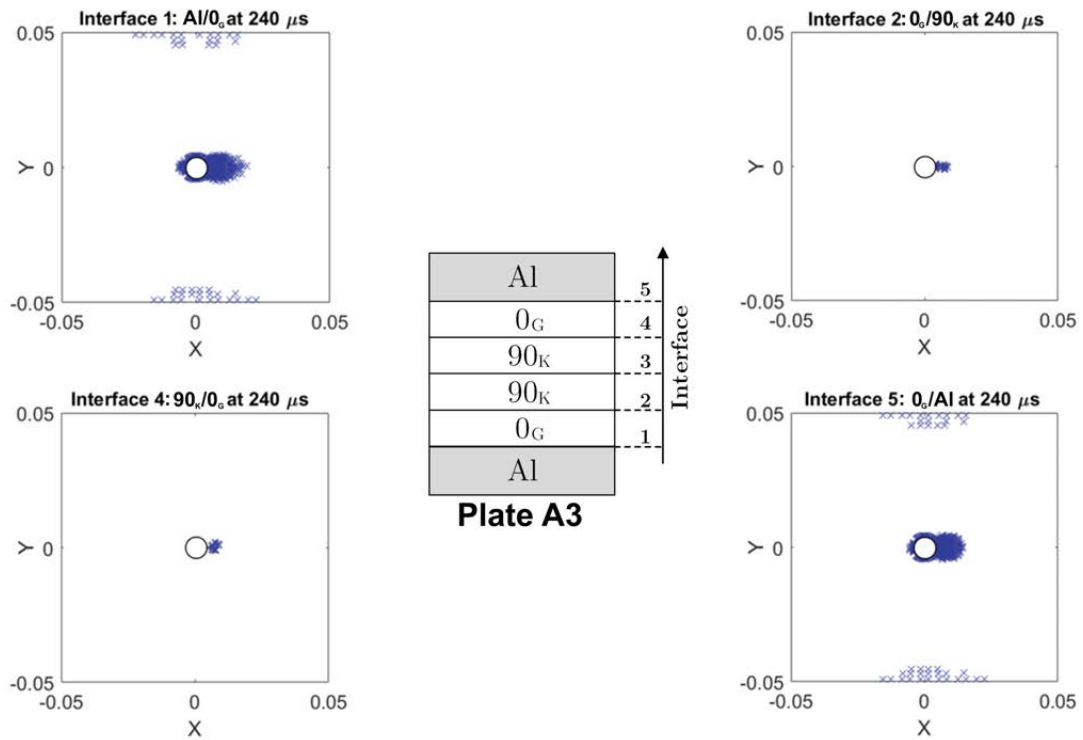 Interface 1: Al/0G at 240 μs
0.05
Y 0
-0.05
-0.05 0 0.05
X
Interface 2: 0G/90K at 240 μs
0.05
Y 0
-0.05
-0.05 0 0.05
X
Al
0G
90K
90K
0G
Al
5
4
3
2
1
Interface
Plate A3
Interface 4: 90K/0G at 240 μs
0.05
Y 0
-0.05
-0.05 0 0.05
X
Interface 5: 0G/Al at 240 μs
0.05
Y 0
-0.05
-0.05 0 0.05
X